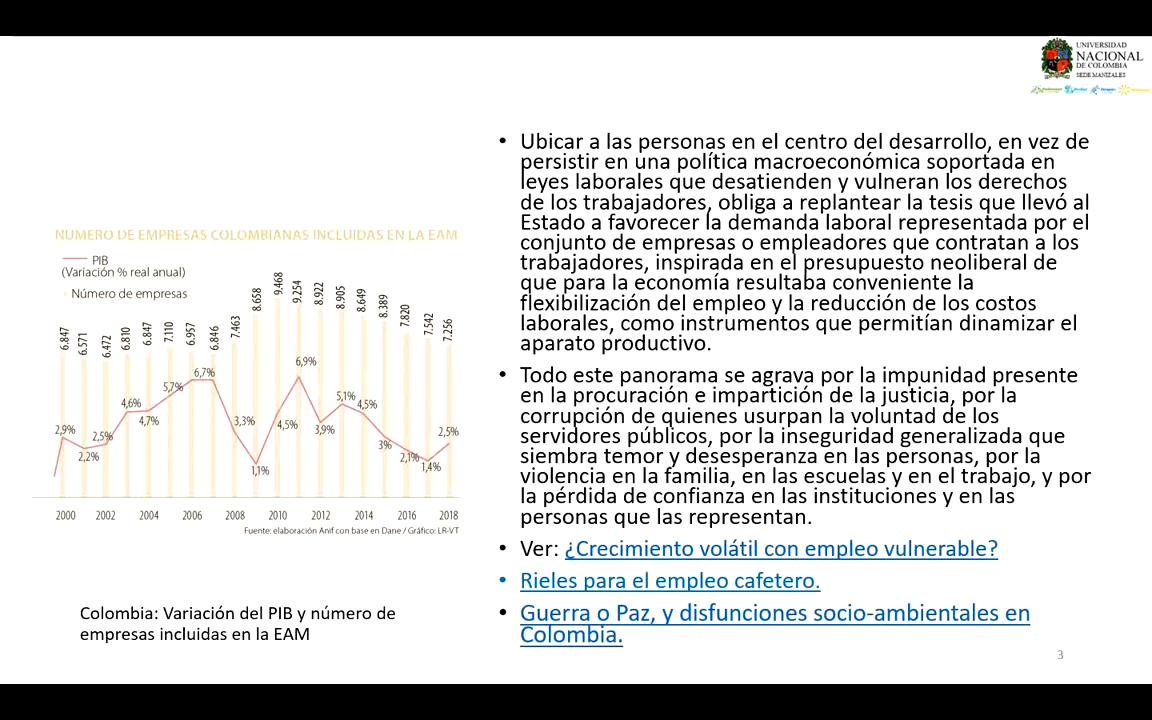 UNIVERSIDAD
NACIONAL
DE COLOMBIA
SEDE MANIZALES
NUMERO DE EMPRESAS COLOMBIANAS INCLUIDAS EN LA EAM
PIB
(Variación % real anual)
Número de empresas
6.847
6.571
6.472
6.810
6.847
7.110
6.957
6.846
7.463
8.658
9.468
9.254
8.922
8.905
8.649
8.389
7.820
7.542
7.256
2,9%
2,2%
2,5%
4,6%
4,7%
5,7%
6,7%
3,3%
1,1%
4,5%
6,9%
3,9%
5,1%
4,5%
3%
2,1%
1,4%
2,5%
2000 2002 2004 2006 2008 2010 2012 2014 2016 2018
Fuente: elaboración Anif con base en Dane / Gráfico: LR-VT
Colombia: Variación del PIB y número de
empresas incluidas en la EAM
• Ubicar a las personas en el centro del desarrollo, en vez de
persistir en una política macroeconómica soportada en
leyes laborales que desatienden y vulneran los derechos
de los trabajadores, obliga a replantear la tesis que llevó al
Estado a favorecer la demanda laboral representada por el
conjunto de empresas o empleadores que contratan a los
trabajadores, inspirada en el presupuesto neoliberal de
que para la economía resultaba conveniente la
flexibilización del empleo y la reducción de los costos
laborales, como instrumentos que permitían dinamizar el
aparato productivo.
• Todo este panorama se agrava por la impunidad presente
en la procuración e impartición de la justicia, por la
corrupción de quienes usurpan la voluntad de los
servidores públicos, por la inseguridad generalizada que
siembra temor y desesperanza en las personas, por la
violencia en la familia, en las escuelas y en el trabajo, y por
la pérdida de confianza en las instituciones y en las
personas que las representan.
• Ver: ¿Crecimiento volátil con empleo vulnerable?
• Rieles para el empleo cafetero.
• Guerra o Paz, y disfunciones socio-ambientales en
Colombia.
3